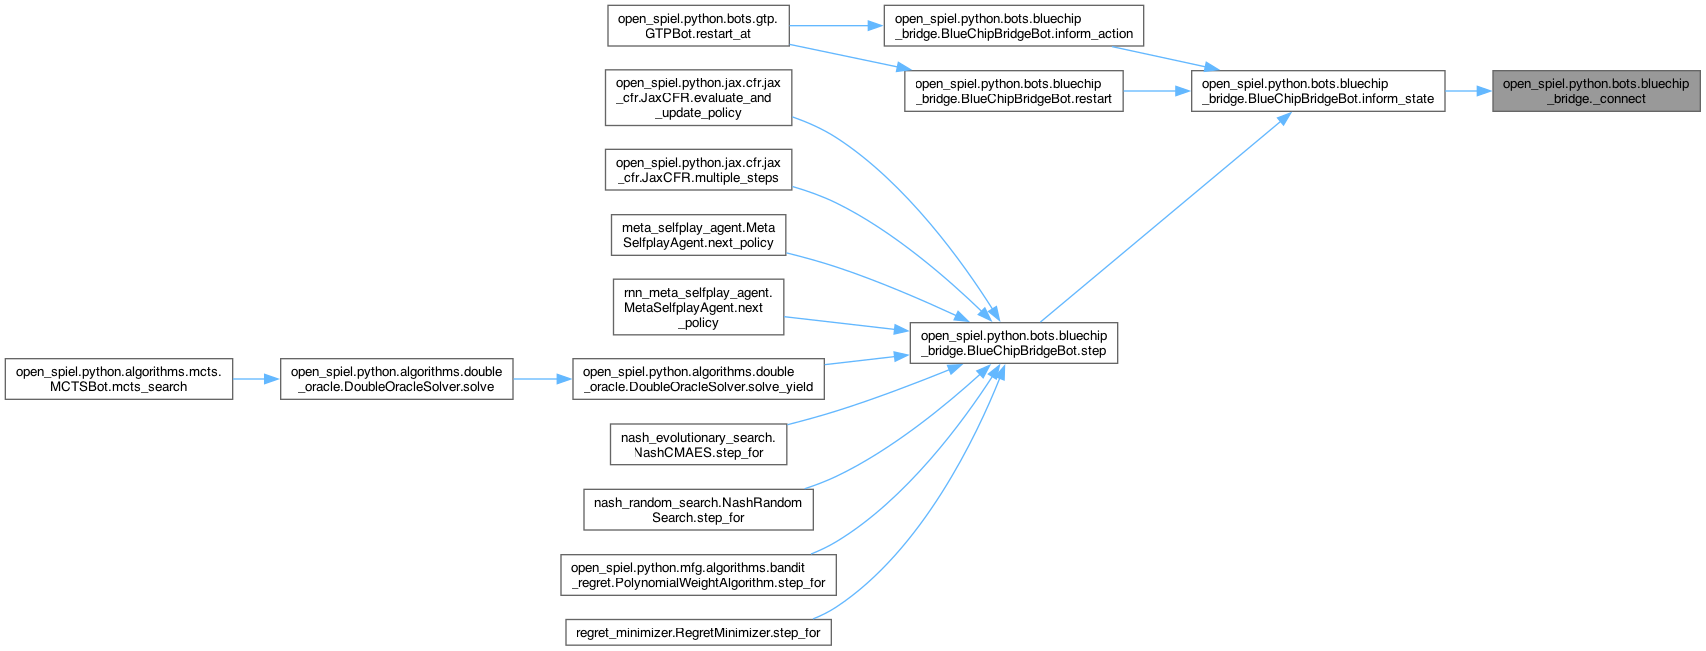 open_spiel.python.bots.gtp.
GTPBot.restart_at
open_spiel.python.bots.bluechip
_bridge.BlueChipBridgeBot.inform_action
open_spiel.python.jax.cfr.jax
_cfr.JaxCFR.evaluate_and
_update_policy
open_spiel.python.bots.bluechip
_bridge.BlueChipBridgeBot.restart
open_spiel.python.bots.bluechip
_bridge.BlueChipBridgeBot.inform_state
open_spiel.python.bots.bluechip
_bridge._connect
open_spiel.python.jax.cfr.jax
_cfr.JaxCFR.multiple_steps
meta_selfplay_agent.Meta
SelfplayAgent.next_policy
rnn_meta_selfplay_agent.
MetaSelfplayAgent.next
_policy
open_spiel.python.bots.bluechip
_bridge.BlueChipBridgeBot.step
open_spiel.python.algorithms.mcts.
MCTSBot.mcts_search
open_spiel.python.algorithms.double
_oracle.DoubleOracleSolver.solve
open_spiel.python.algorithms.double
_oracle.DoubleOracleSolver.solve_yield
nash_evolutionary_search.
NashCMAES.step_for
nash_random_search.NashRandom
Search.step_for
open_spiel.python.mfg.algorithms.bandit
_regret.PolynomialWeightAlgorithm.step_for
regret_minimizer.RegretMinimizer.step_for